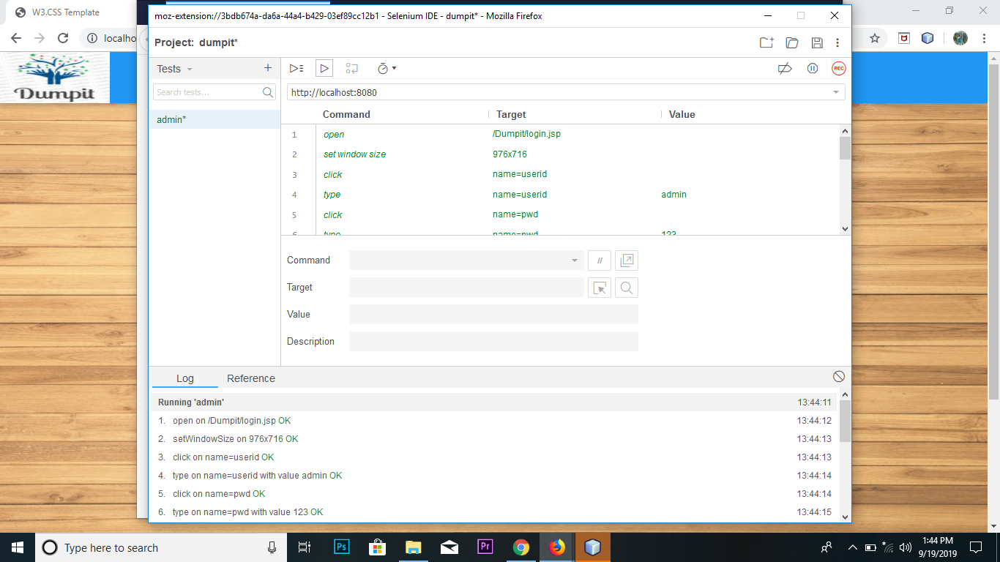 W3.CSS Template
moz-extension://3bdb674a-da6a-44a4-b429-03ef89cc12b1 - Selenium IDE - dumpit* - Mozilla Firefox
localho
Project: dumpit*
Dumpit
Tests
Search tests...
admin*
REC
http://localhost:8080
Command Target Value
1 open /Dumpit/login.jsp
2 set window size 976x716
3 click name=userid
4 type name=userid admin
5 click name=pwd
6 type name=pwd 123
Command
//
Target
Value
Description
Log Reference
Running 'admin' 13:44:11
1. open on /Dumpit/login.jsp OK 13:44:12
2. setWindowSize on 976x716 OK 13:44:13
3. click on name=userid OK 13:44:13
4. type on name=userid with value admin OK 13:44:14
5. click on name=pwd OK 13:44:14
6. type on name=pwd with value 123 OK 13:44:15
Type here to search
Ps
Pr
1:44 PM
9/19/2019